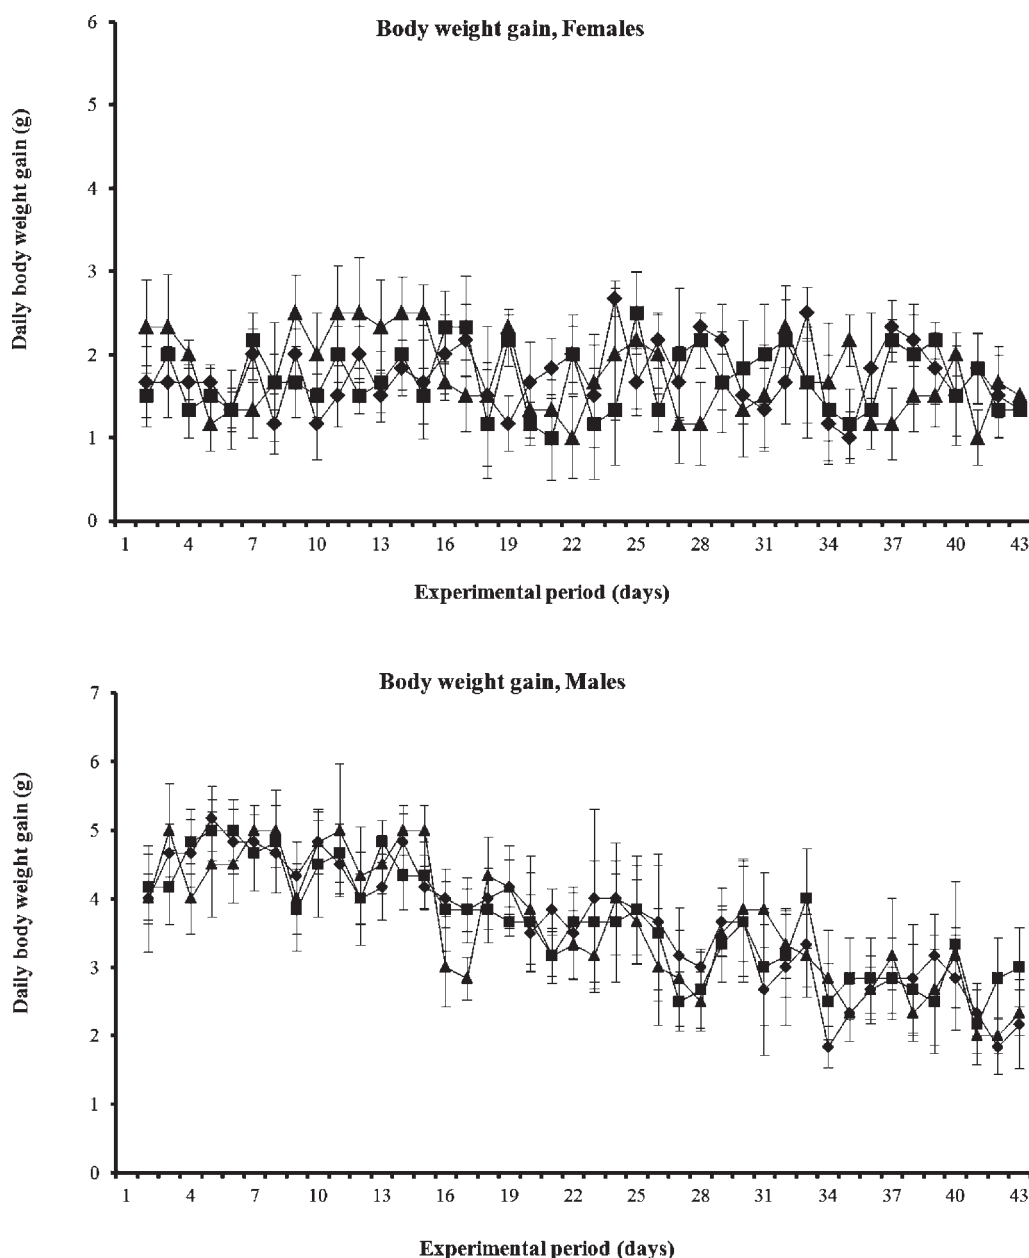 Body weight gain, Females
Daily body weight gain (g)
6
5
4
3
2
1
0
1 4 7 10 13 16 19 22 25 28 31 34 37 40 43
Experimental period (days)
Body weight gain, Males
Daily body weight gain (g)
7
6
5
4
3
2
1
0
1 4 7 10 13 16 19 22 25 28 31 34 37 40 43
Experimental period (days)